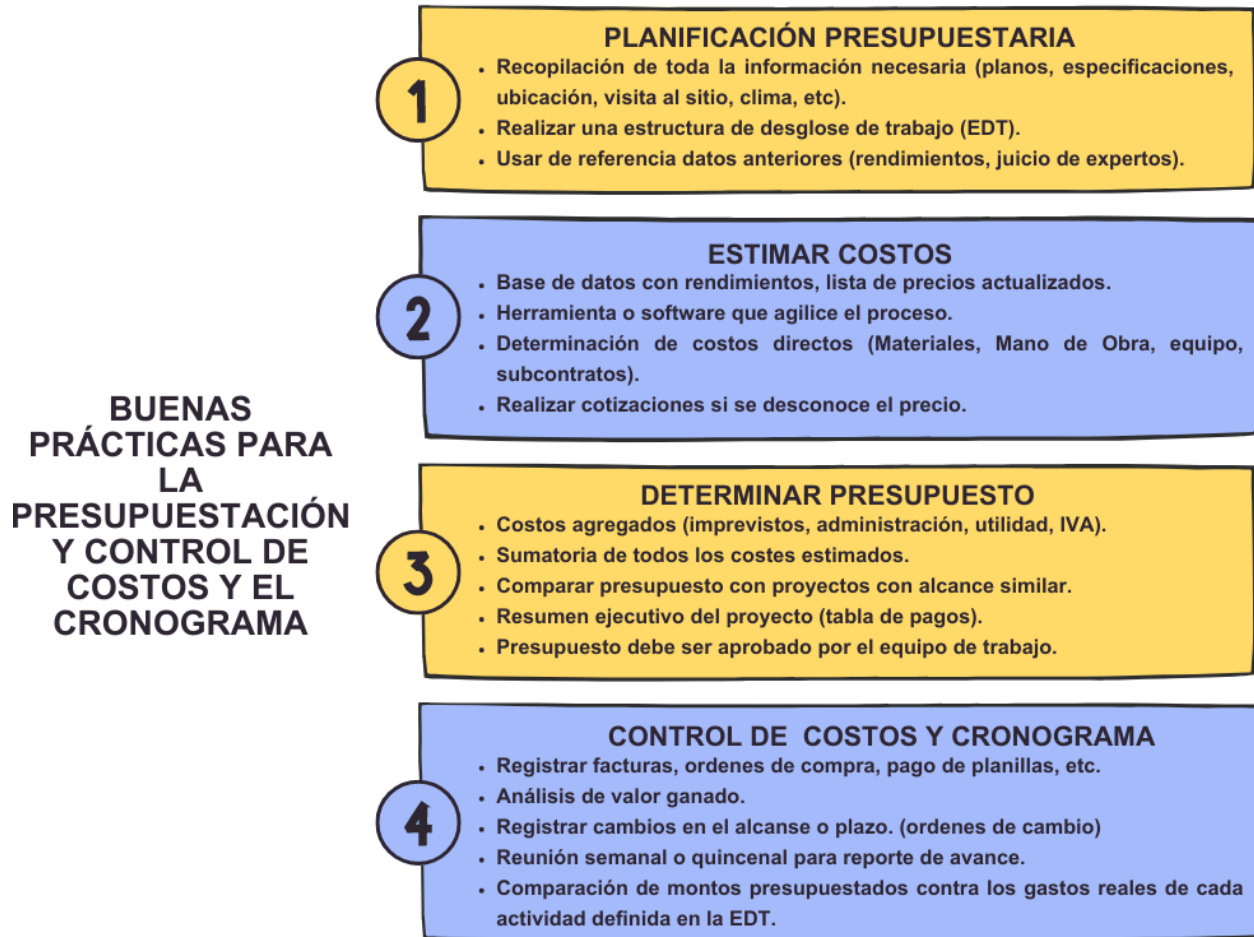 BUENAS
PRÁCTICAS PARA
LA
PRESUPUESTACIÓN
Y CONTROL DE
COSTOS Y EL
CRONOGRAMA
1
PLANIFICACIÓN PRESUPUESTARIA
• Recopilación de toda la información necesaria (planos, especificaciones,
ubicación, visita al sitio, clima, etc).
• Realizar una estructura de desglose de trabajo (EDT).
• Usar de referencia datos anteriores (rendimientos, juicio de expertos).
2
ESTIMAR COSTOS
• Base de datos con rendimientos, lista de precios actualizados.
• Herramienta o software que agilice el proceso.
• Determinación de costos directos (Materiales, Mano de Obra, equipo,
subcontratos).
• Realizar cotizaciones si se desconoce el precio.
3
DETERMINAR PRESUPUESTO
• Costos agregados (imprevistos, administración, utilidad, IVA).
• Sumatoria de todos los costes estimados.
• Comparar presupuesto con proyectos con alcance similar.
• Resumen ejecutivo del proyecto (tabla de pagos).
• Presupuesto debe ser aprobado por el equipo de trabajo.
4
CONTROL DE COSTOS Y CRONOGRAMA
• Registrar facturas, ordenes de compra, pago de planillas, etc.
• Análisis de valor ganado.
• Registrar cambios en el alcanse o plazo. (ordenes de cambio)
• Reunión semanal o quincenal para reporte de avance.
• Comparación de montos presupuestados contra los gastos reales de cada
actividad definida en la EDT.